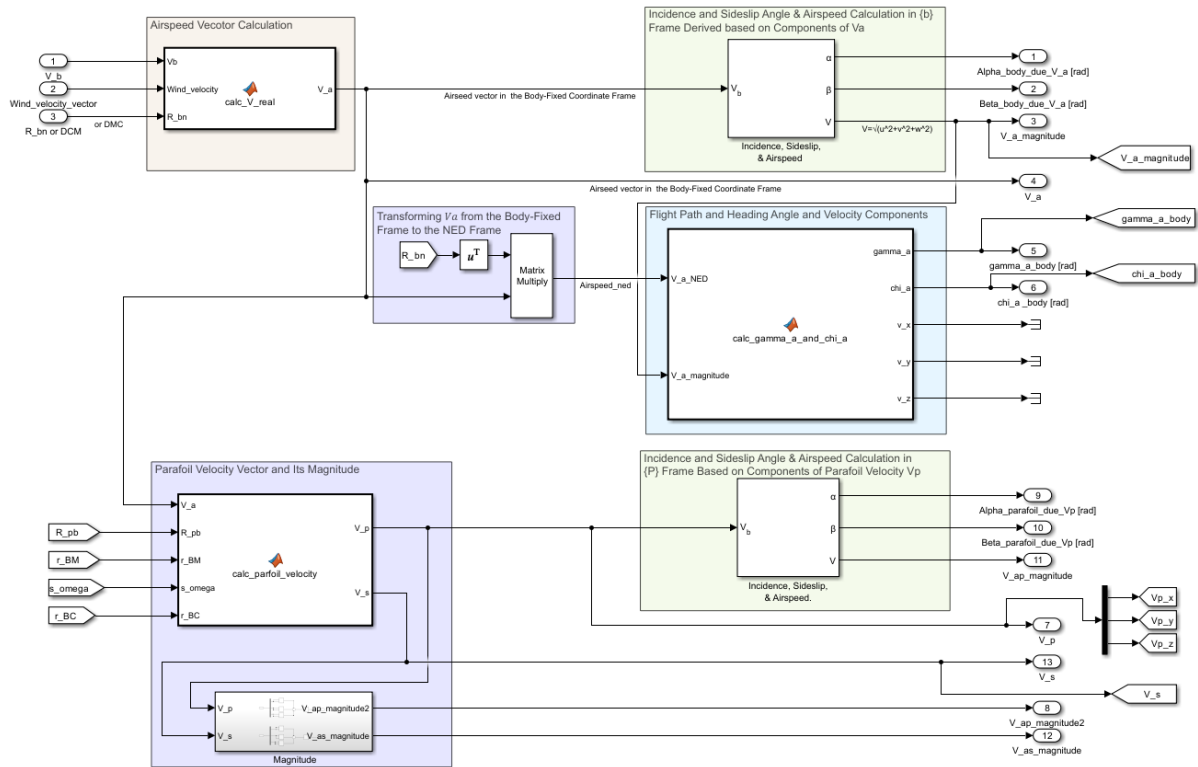 Airspeed Vecotor Calculation
1
V_b
2
Wind_velocity_vector
3
R_bn or DCM
or DMC
Vb
Wind_velocity
R_bn
calc_V_real
V_a
Airseed vector in the Body-Fixed Coordinate Frame
Incidence and Sideslip Angle & Airspeed Calculation in {b}
Frame Derived based on Components of Va
V_b
α
β
V
Incidence, Sideslip,
& Airspeed
V=√(u^2+v^2+w^2)
1
Alpha_body_due_V_a [rad]
2
Beta_body_due_V_a [rad]
3
V_a_magnitude
V_a_magnitude
Airseed vector in the Body-Fixed Coordinate Frame
4
V_a
Transforming Va from the Body-Fixed
Frame to the NED Frame
R_bn
uT
Matrix
Multiply
Airspeed_ned
Flight Path and Heading Angle and Velocity Components
V_a_NED
V_a_magnitude
calc_gamma_a_and_chi_a
gamma_a
chi_a
v_x
v_y
v_z
gamma_a_body
5
gamma_a_body [rad]
chi_a_body
6
chi_a _body [rad]
Parafoil Velocity Vector and Its Magnitude
R_pb
r_BM
s_omega
r_BC
V_a
R_pb
r_BM
s_omega
r_BC
calc_parfoil_velocity
V_p
V_s
Incidence and Sideslip Angle & Airspeed Calculation in
{P} Frame Based on Components of Parafoil Velocity Vp
V_b
α
β
V
Incidence, Sideslip,
& Airspeed.
9
Alpha_parafoil_due_Vp [rad]
10
Beta_parafoil_due_Vp [rad]
11
V_ap_magnitude
Vp_x
Vp_y
Vp_z
7
V_p
13
V_s
V_s
V_p
V_s
V_ap_magnitude2
V_as_magnitude
Magnitude
8
V_ap_magnitude2
12
V_as_magnitude